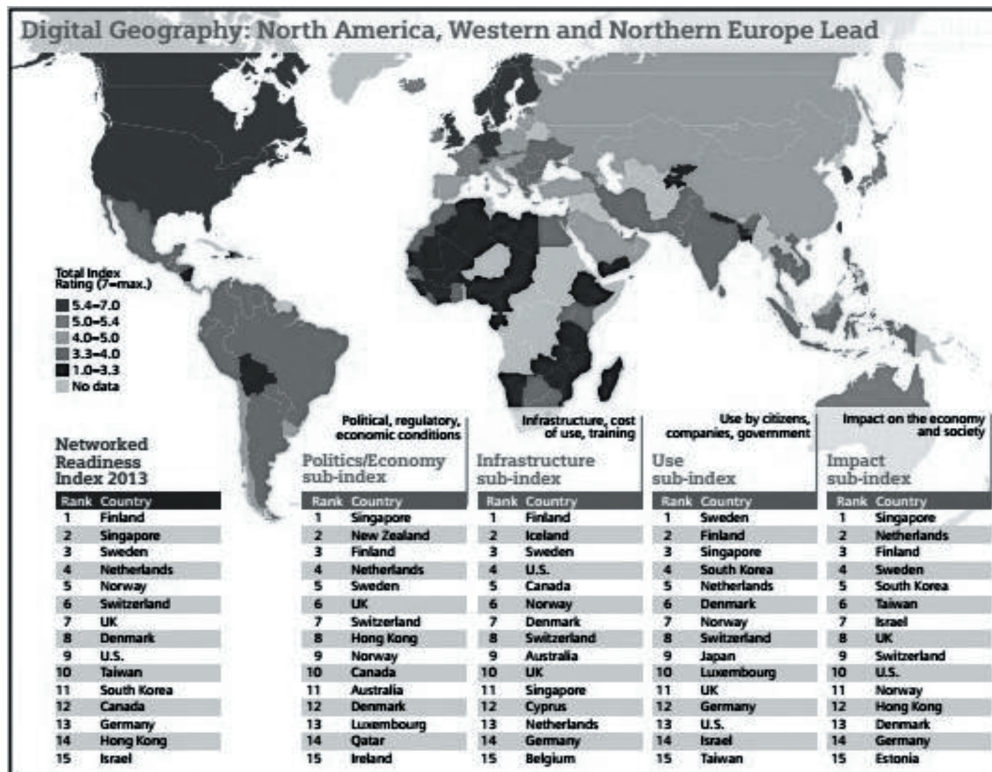 Digital Geography: North America, Western and Northern Europe Lead
Total Index
Rating (7=max.)
5.4–7.0
5.0–5.4
4.0–5.0
3.3–4.0
1.0–3.3
No data
Networked
Readiness
Index 2013
Rank Country
1 Finland
2 Singapore
3 Sweden
4 Netherlands
5 Norway
6 Switzerland
7 UK
8 Denmark
9 U.S.
10 Taiwan
11 South Korea
12 Canada
13 Germany
14 Hong Kong
15 Israel
Political, regulatory,
economic conditions
Politics/Economy
sub-index
Rank Country
1 Singapore
2 New Zealand
3 Finland
4 Netherlands
5 Sweden
6 UK
7 Switzerland
8 Hong Kong
9 Norway
10 Canada
11 Australia
12 Denmark
13 Luxembourg
14 Qatar
15 Ireland
Infrastructure, cost
of use, training
Infrastructure
sub-index
Rank Country
1 Finland
2 Iceland
3 Sweden
4 U.S.
5 Canada
6 Norway
7 Denmark
8 Switzerland
9 Australia
10 UK
11 Singapore
12 Cyprus
13 Netherlands
14 Germany
15 Belgium
Use by citizens,
companies, government
Use
sub-index
Rank Country
1 Sweden
2 Finland
3 Singapore
4 South Korea
5 Netherlands
6 Denmark
7 Norway
8 Switzerland
9 Japan
10 Luxembourg
11 UK
12 Germany
13 U.S.
14 Israel
15 Taiwan
Impact on the economy
and society
Impact
sub-index
Rank Country
1 Singapore
2 Netherlands
3 Finland
4 Sweden
5 South Korea
6 Taiwan
7 Israel
8 UK
9 Switzerland
10 U.S.
11 Norway
12 Hong Kong
13 Denmark
14 Germany
15 Estonia